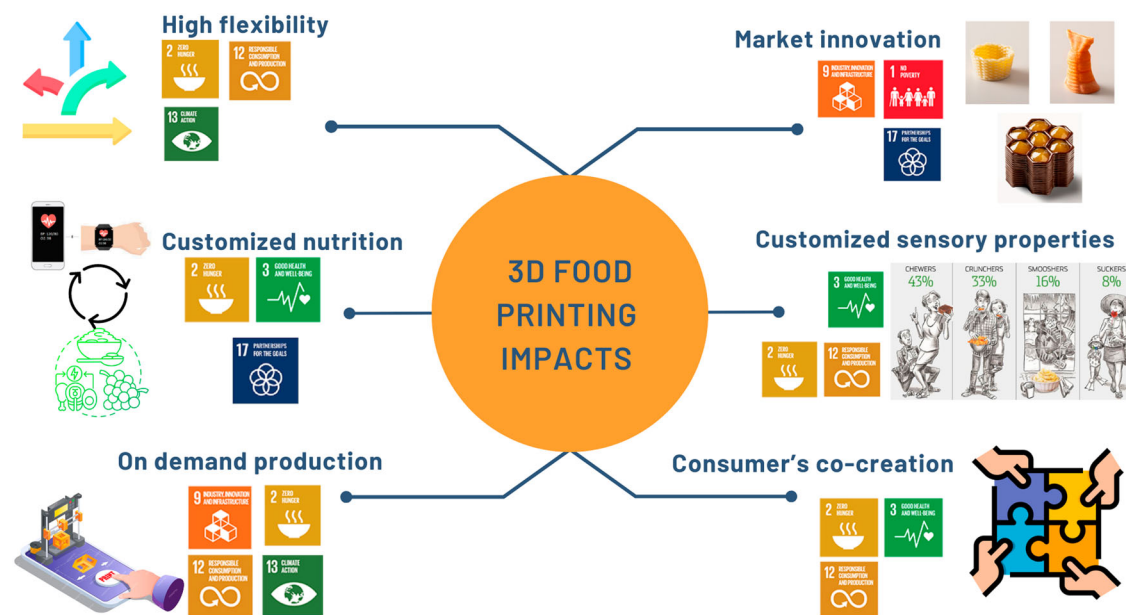 High flexibility
2 ZERO HUNGER
12 RESPONSIBLE CONSUMPTION AND PRODUCTION
13 CLIMATE ACTION
Market innovation
9 INDUSTRY, INNOVATION AND INFRASTRUCTURE
1 NO POVERTY
17 PARTNERSHIPS FOR THE GOALS
Customized nutrition
2 ZERO HUNGER
3 GOOD HEALTH AND WELL-BEING
17 PARTNERSHIPS FOR THE GOALS
3D FOOD
PRINTING
IMPACTS
Customized sensory properties
3 GOOD HEALTH AND WELL-BEING
2 ZERO HUNGER
12 RESPONSIBLE CONSUMPTION AND PRODUCTION
CHEWERS
43%
CRUNCHERS
33%
SMOOSHERS
16%
SUCKERS
8%
On demand production
9 INDUSTRY, INNOVATION AND INFRASTRUCTURE
2 ZERO HUNGER
12 RESPONSIBLE CONSUMPTION AND PRODUCTION
13 CLIMATE ACTION
PRINT
Consumer's co-creation
2 ZERO HUNGER
3 GOOD HEALTH AND WELL-BEING
12 RESPONSIBLE CONSUMPTION AND PRODUCTION